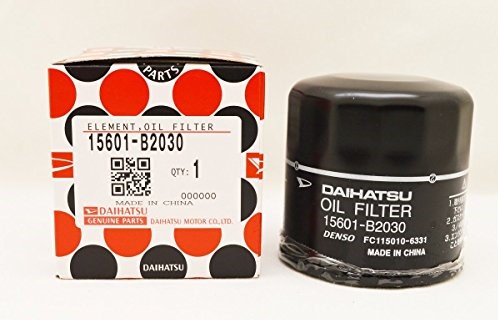 PARTS
ELEMENT,OIL FILTER
15601-B2030
QTY: 1
000000
MADE IN CHINA
DAIHATSU
GENUINE PARTS
DAIHATSU MOTOR CO.,LTD.
DAIHATSU
DAIHATSU
OIL FILTER
15601-B2030
DENSO FC115010-6331
MADE IN CHINA